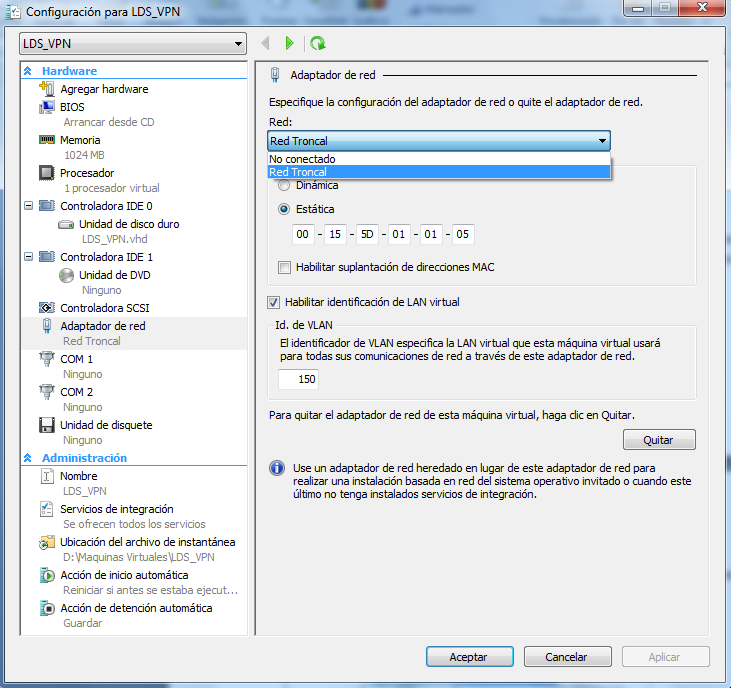 Configuración para LDS_VPN
LDS_VPN
Hardware
Agregar hardware
BIOS
Arrancar desde CD
Memoria
1024 MB
Procesador
1 procesador virtual
Controladora IDE 0
Unidad de disco duro
LDS_VPN.vhd
Controladora IDE 1
Unidad de DVD
Ninguno
Controladora SCSI
Adaptador de red
Red Troncal
COM 1
Ninguno
COM 2
Ninguno
Unidad de disquete
Ninguno
Administración
Nombre
LDS_VPN
Servicios de integración
Se ofrecen todos los servicios
Ubicación del archivo de instantánea
D:\Maquinas Virtuales\LDS_VPN
Acción de inicio automática
Reiniciar si antes se estaba ejecut...
Acción de detención automática
Guardar
Adaptador de red
Especifique la configuración del adaptador de red o quite el adaptador de red.
Red:
Red Troncal
No conectado
Red Troncal
Dinámica
Estática
00 - 15 - 5D - 01 - 01 - 05
Habilitar suplantación de direcciones MAC
Habilitar identificación de LAN virtual
Id. de VLAN
El identificador de VLAN especifica la LAN virtual que esta máquina virtual usará
para todas sus comunicaciones de red a través de este adaptador de red.
150
Para quitar el adaptador de red de esta máquina virtual, haga clic en Quitar.
Quitar
Use un adaptador de red heredado en lugar de este adaptador de red para
realizar una instalación basada en red del sistema operativo invitado o cuando este
último no tenga instalados servicios de integración.
Aceptar
Cancelar
Aplicar